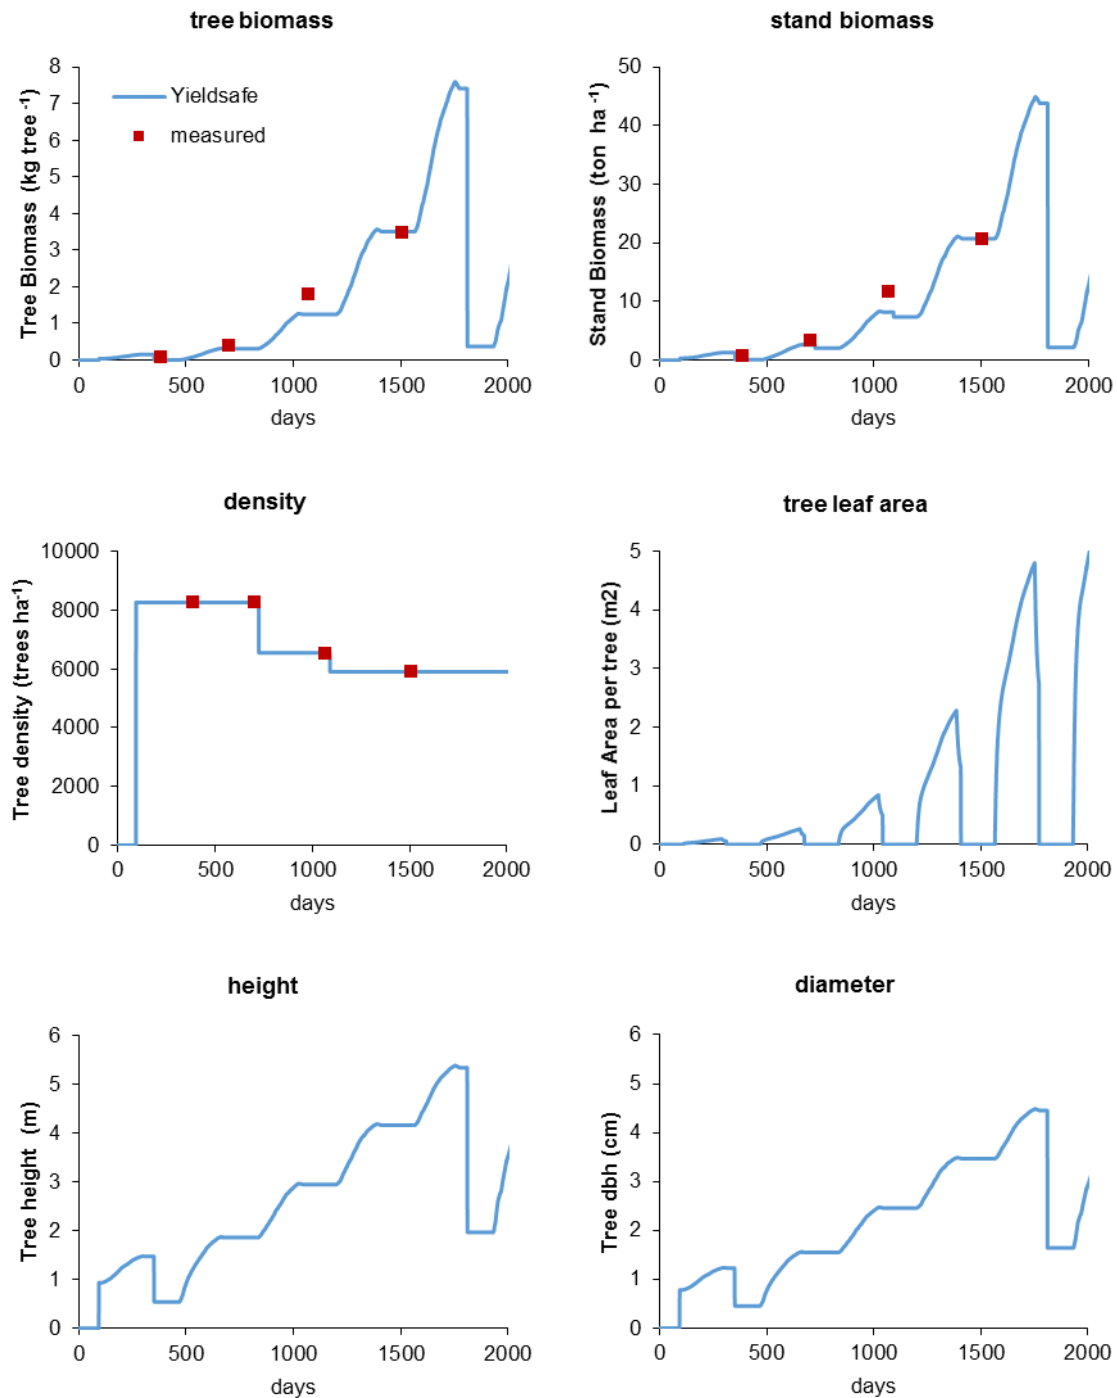 tree biomass
Tree Biomass (kg tree -1)
8
7
6
5
4
3
2
1
0
Yieldsafe
measured
0 500 1000 1500 2000
days
stand biomass
Stand Biomass (ton ha -1)
50
40
30
20
10
0
0 500 1000 1500 2000
days
density
Tree density (trees ha-1)
10000
8000
6000
4000
2000
0
0 500 1000 1500 2000
days
tree leaf area
Leaf Area per tree (m2)
5
4
3
2
1
0
0 500 1000 1500 2000
days
height
Tree height (m)
6
5
4
3
2
1
0
0 500 1000 1500 2000
days
diameter
Tree dbh (cm)
6
5
4
3
2
1
0
0 500 1000 1500 2000
days